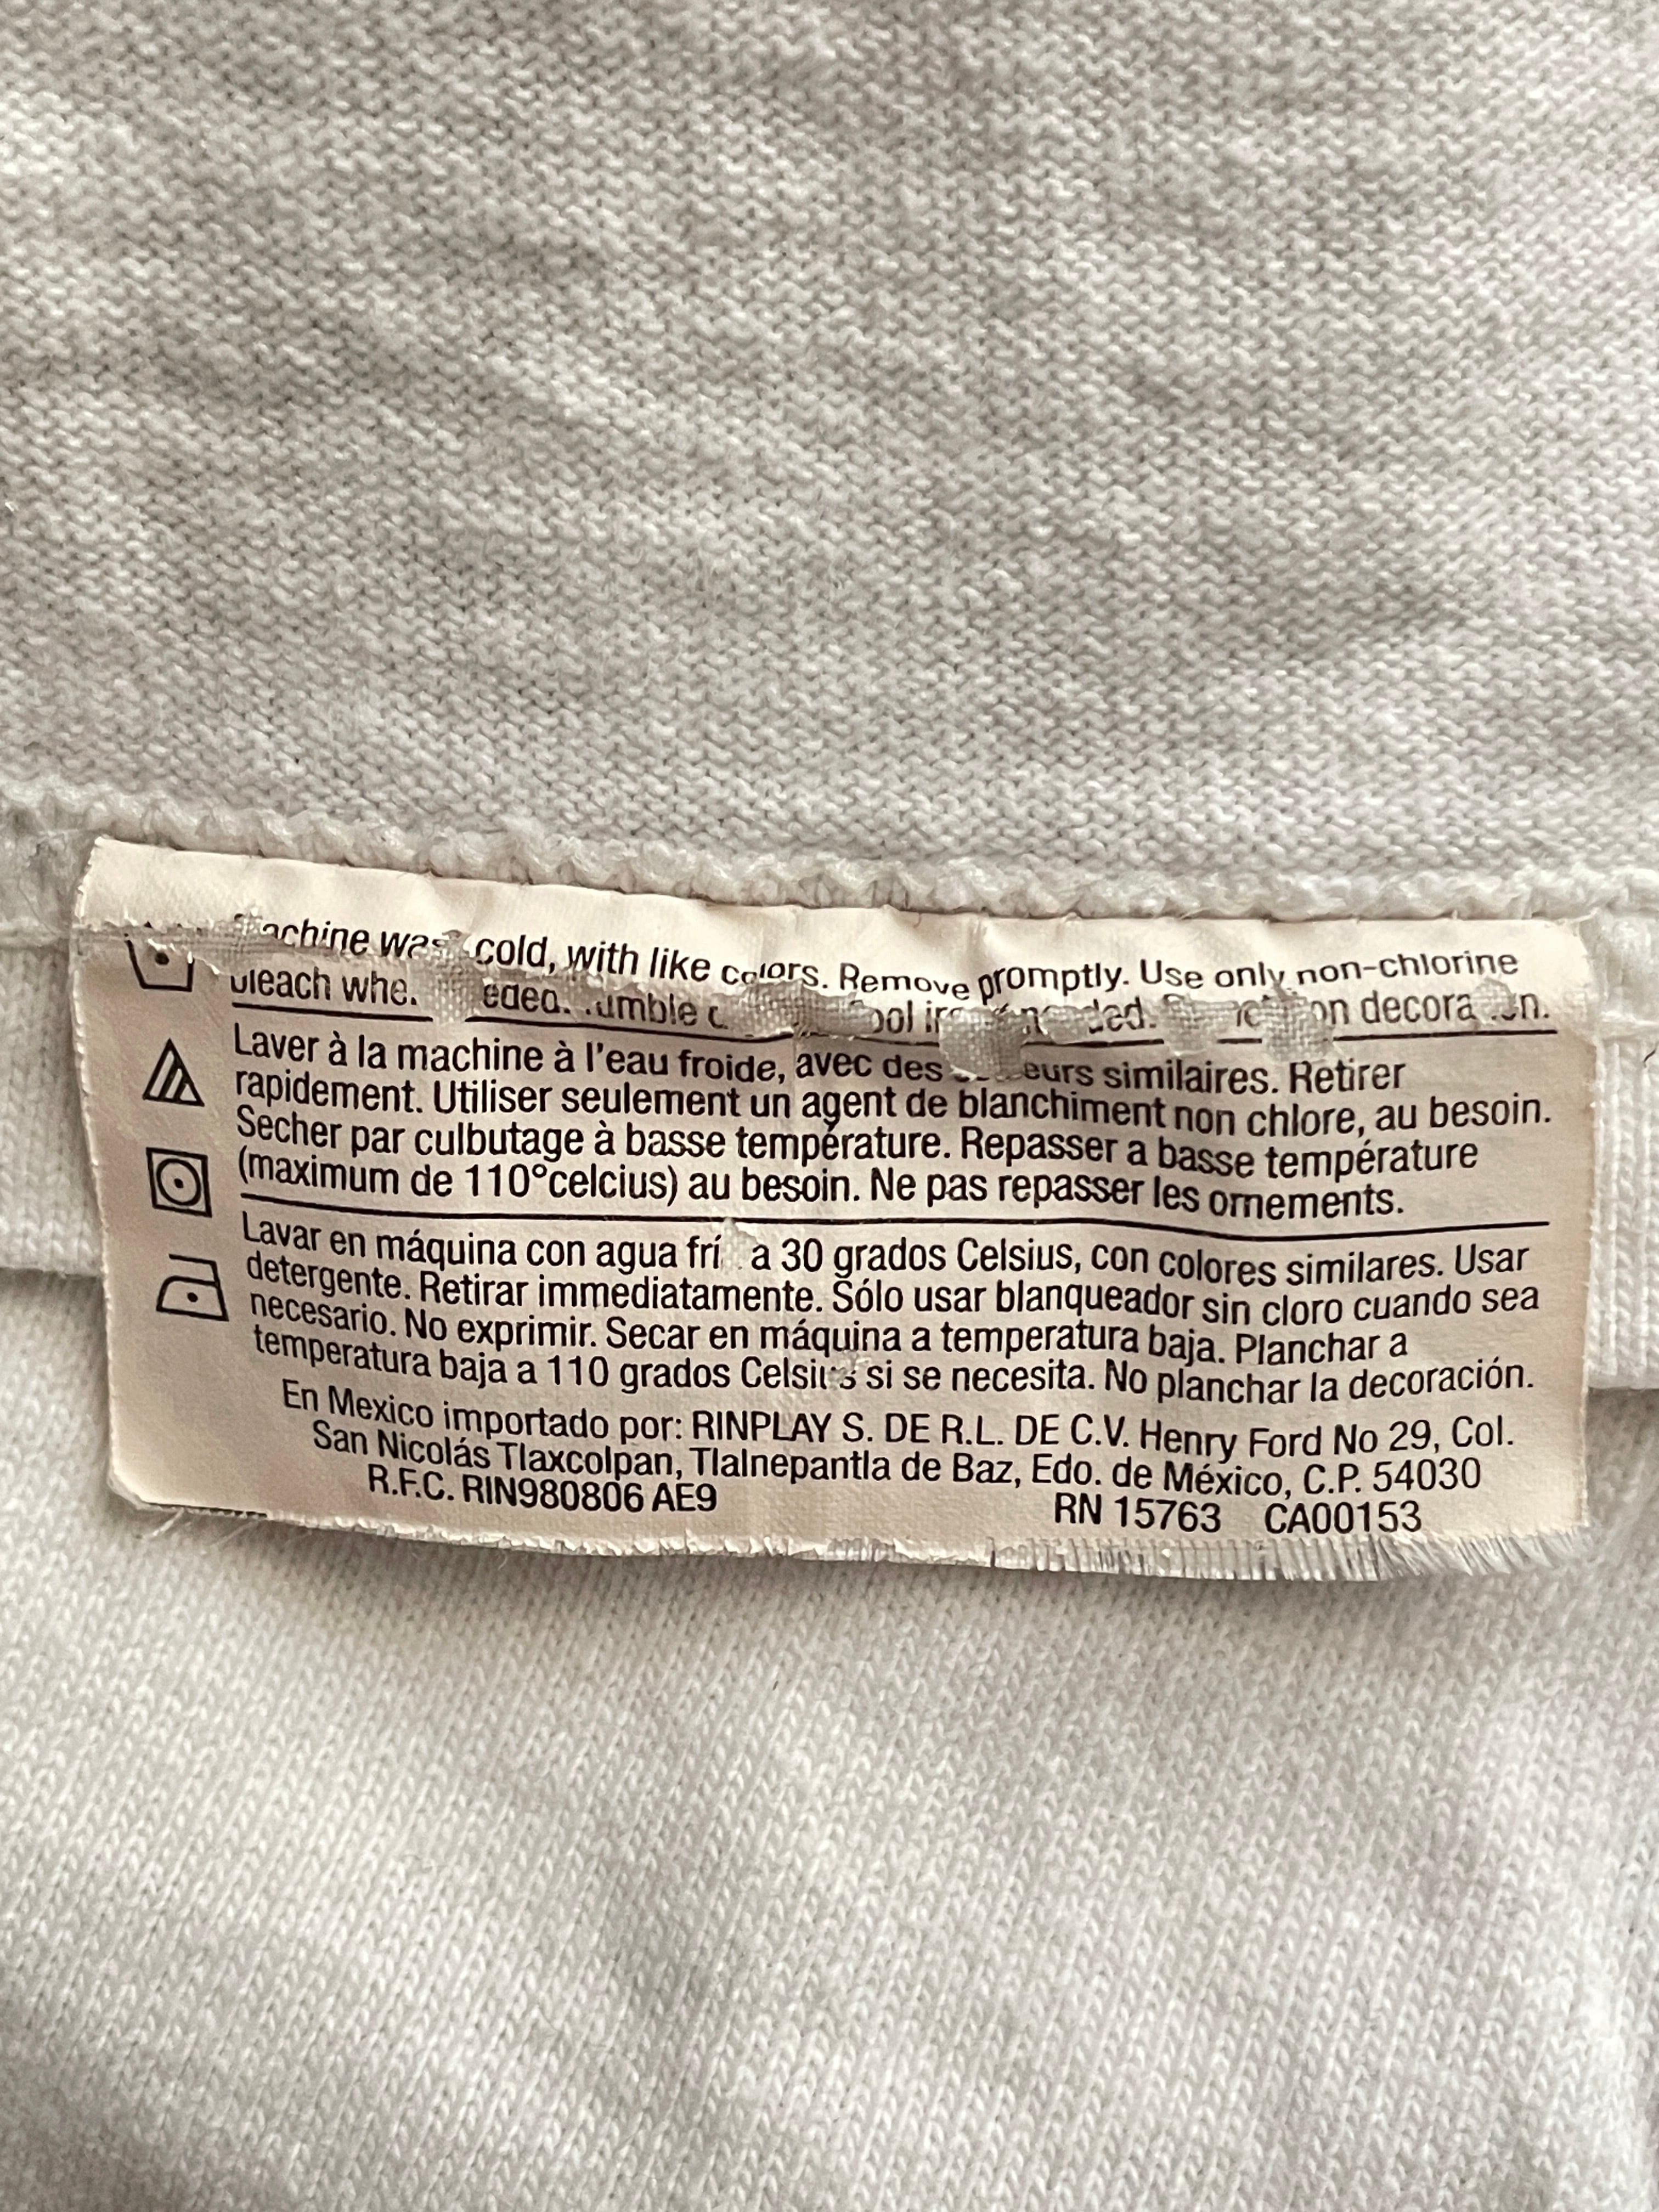 cold, with like colors. Remove promptly. Use only non-chlorine
bleach decoration.
Laver à la machine à l'eau froide, avec des similaires. Retirer
rapidement. Utiliser seulement un agent de blanchiment non chlore, au besoin.
Secher par culbutage à basse température. Repasser a basse température
(maximum de 110°celcius) au besoin. Ne pas repasser les ornements.
Lavar en máquina con agua a 30 grados Celsius, con colores similares. Usar
detergente. Retirar immediatamente. Sólo usar blanqueador sin cloro cuando sea
necesario. No exprimir. Secar en máquina a temperatura baja. Planchar a
temperatura baja a 110 grados Celsius si se necesita. No planchar la decoración.
En Mexico importado por: RINPLAY S. DE R.L. DE C.V. Henry Ford No 29, Col.
San Nicolás Tlaxcolpan, Tlalnepantla de Baz, Edo. de México, C.P. 54030
R.F.C. RIN980806 AE9 RN 15763 CA00153